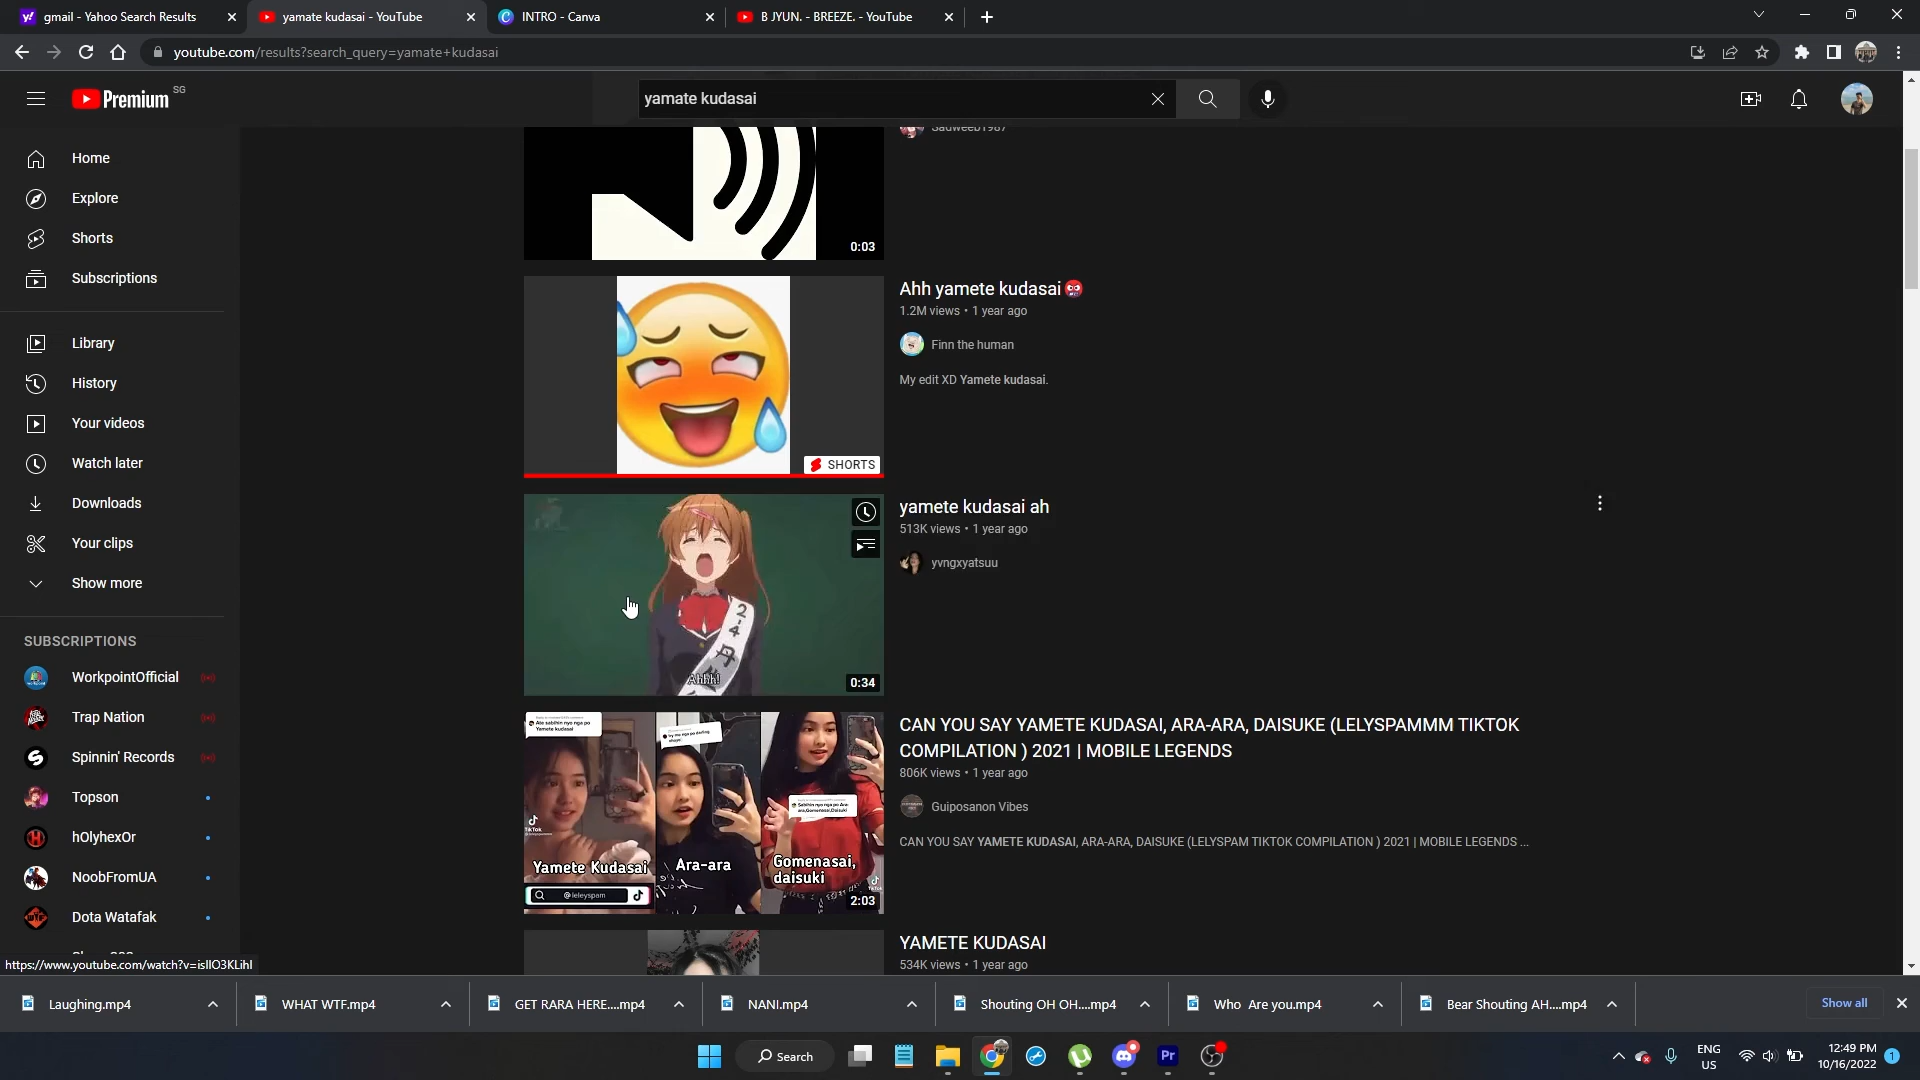 gmail - Yahoo Search Results
yamate kudasai - YouTube
INTRO - Canva
B JYUN. - BREEZE. - YouTube
youtube.com/results?search_query=yamate+kudasai
Premium SG
yamate kudasai
Home
Explore
Shorts
Subscriptions
Library
History
Your videos
Watch later
Downloads
Your clips
Show more
SUBSCRIPTIONS
WorkpointOfficial
Trap Nation
Spinnin' Records
Topson
h0lyhexOr
NoobFromUA
Dota Watafak
https://www.youtube.com/watch?v=isIlO3KLihI
0:03
SHORTS
Ahh yamete kudasai
1.2M views • 1 year ago
Finn the human
My edit XD Yamete kudasai.
Ahhh!
0:34
yamete kudasai ah
513K views • 1 year ago
yvngxyatsuu
Yamete Kudasai
Ara-ara
Gomenasai,
daisuki
@leleyspam
TikTok
2:03
CAN YOU SAY YAMETE KUDASAI, ARA-ARA, DAISUKE (LELYSPAMMM TIKTOK
COMPILATION ) 2021 | MOBILE LEGENDS
806K views • 1 year ago
Guiposanon Vibes
CAN YOU SAY YAMETE KUDASAI, ARA-ARA, DAISUKE (LELYSPAM TIKTOK COMPILATION ) 2021 | MOBILE LEGENDS ...
YAMETE KUDASAI
534K views • 1 year ago
Laughing.mp4
WHAT WTF.mp4
GET RARA HERE....mp4
NANI.mp4
Shouting OH OH....mp4
Who Are you.mp4
Bear Shouting AH....mp4
Show all
Search
Pr
ENG
US
12:49 PM
10/16/2022
1